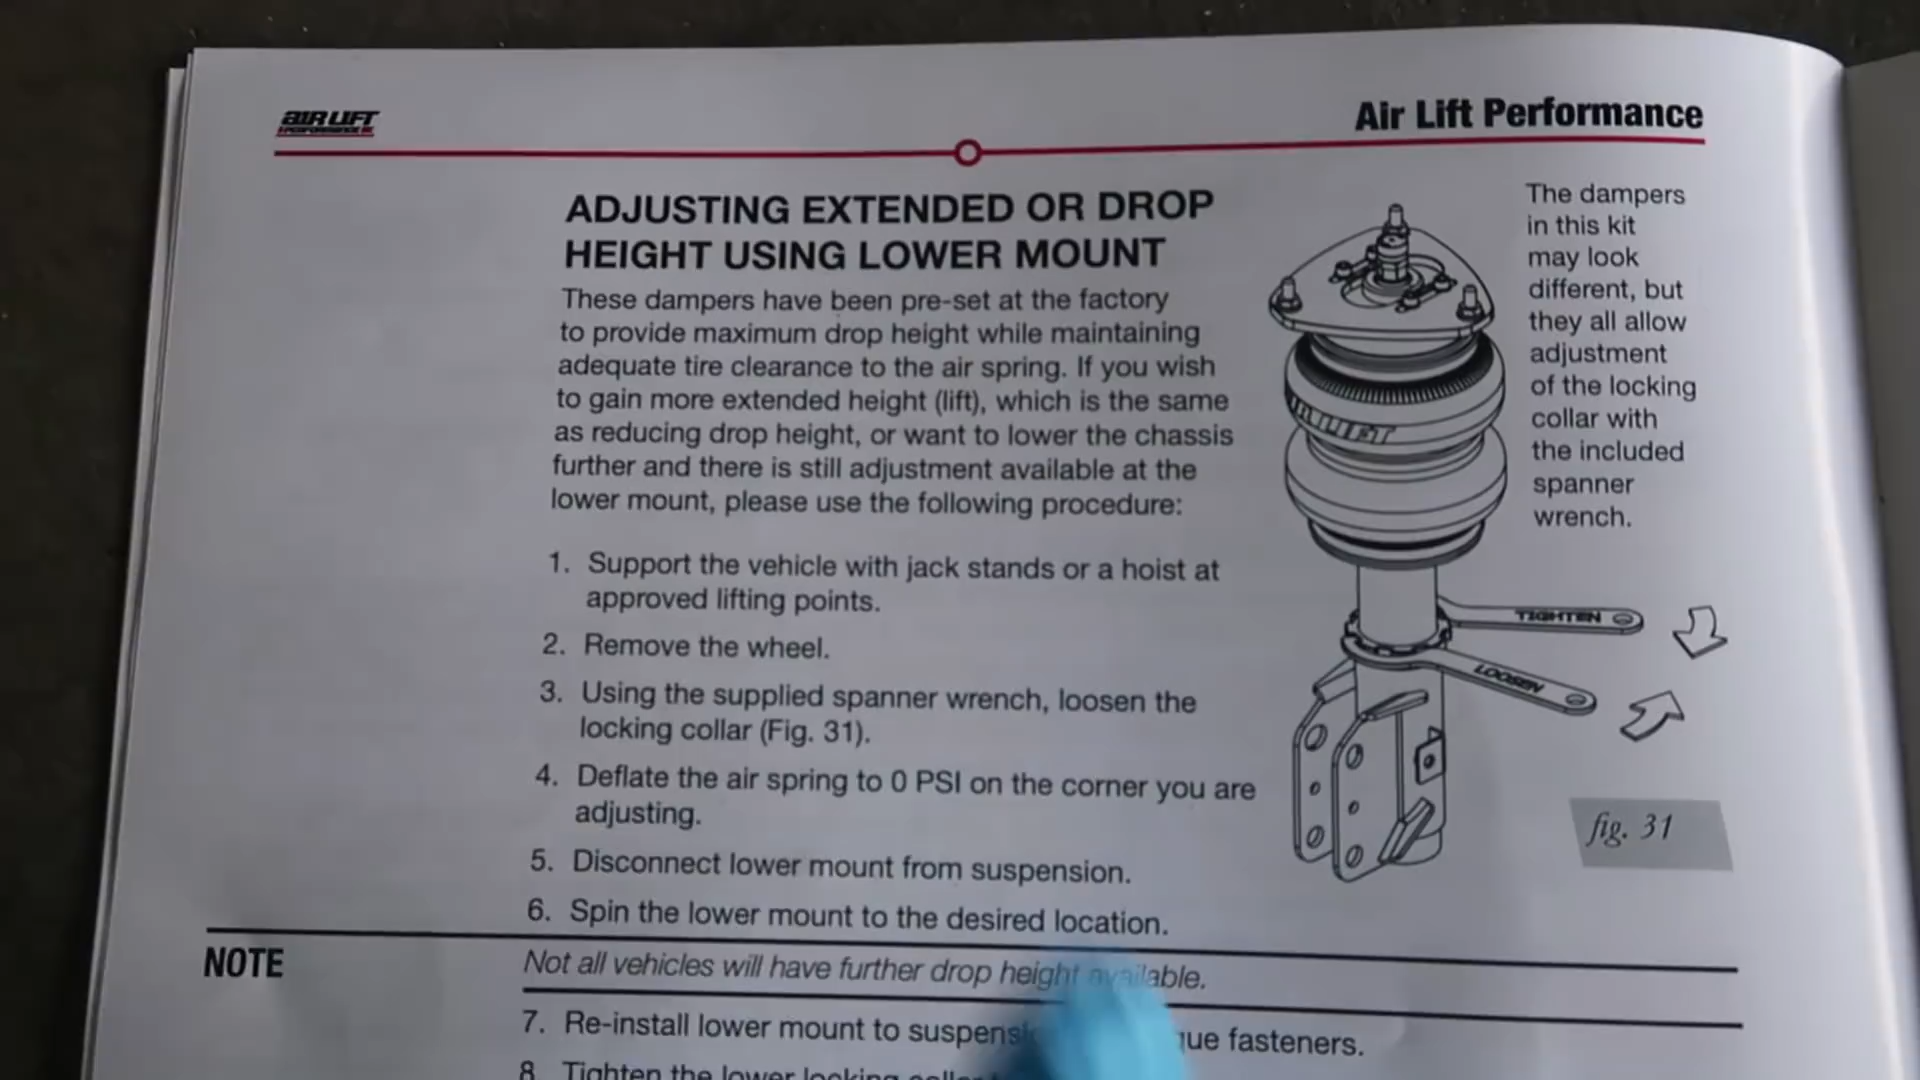 AIR LIFT
PERFORMANCE
Air Lift Performance
ADJUSTING EXTENDED OR DROP
HEIGHT USING LOWER MOUNT
These dampers have been pre-set at the factory
to provide maximum drop height while maintaining
adequate tire clearance to the air spring. If you wish
to gain more extended height (lift), which is the same
as reducing drop height, or want to lower the chassis
further and there is still adjustment available at the
lower mount, please use the following procedure:
1. Support the vehicle with jack stands or a hoist at
approved lifting points.
2. Remove the wheel.
3. Using the supplied spanner wrench, loosen the
locking collar (Fig. 31).
4. Deflate the air spring to 0 PSI on the corner you are
adjusting.
5. Disconnect lower mount from suspension.
6. Spin the lower mount to the desired location.
The dampers
in this kit
may look
different, but
they all allow
adjustment
of the locking
collar with
the included
spanner
wrench.
AIR LIFT
TIGHTEN
LOOSEN
fig. 31
NOTE
Not all vehicles will have further drop height available.
7. Re-install lower mount to fasteners.
8. Tighten the lower locking